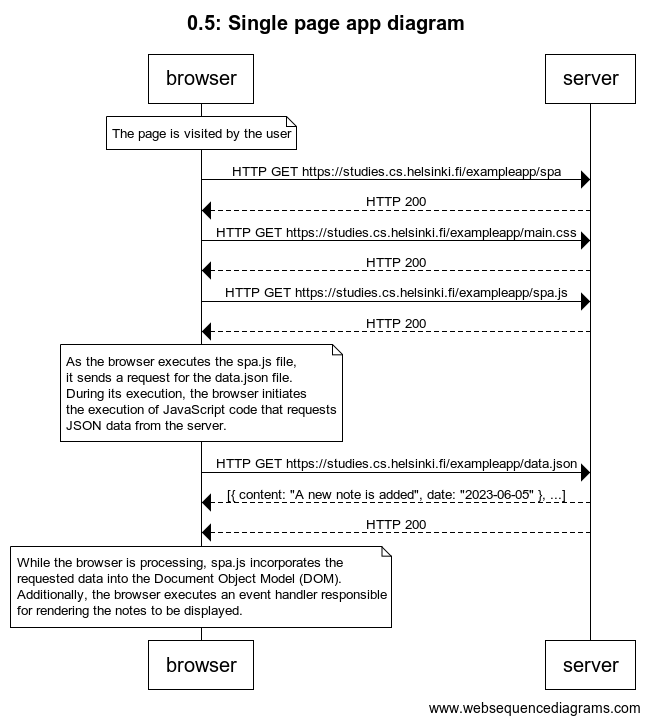 0.5: Single page app diagram
browser
server
The page is visited by the user
HTTP GET https://studies.cs.helsinki.fi/exampleapp/spa
HTTP 200
HTTP GET https://studies.cs.helsinki.fi/exampleapp/main.css
HTTP 200
HTTP GET https://studies.cs.helsinki.fi/exampleapp/spa.js
HTTP 200
As the browser executes the spa.js file,
it sends a request for the data.json file.
During its execution, the browser initiates
the execution of JavaScript code that requests
JSON data from the server.
HTTP GET https://studies.cs.helsinki.fi/exampleapp/data.json
[{ content: "A new note is added", date: "2023-06-05" }, ...]
HTTP 200
While the browser is processing, spa.js incorporates the
requested data into the Document Object Model (DOM).
Additionally, the browser executes an event handler responsible
for rendering the notes to be displayed.
browser
server
www.websequencediagrams.com